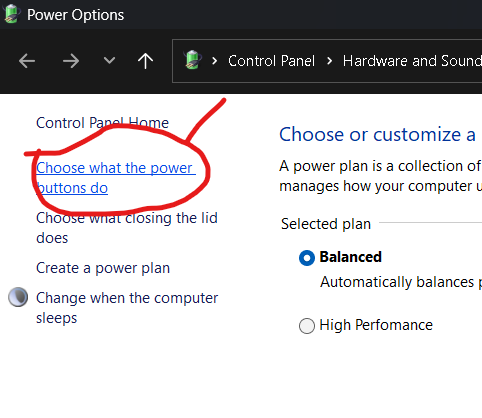 Power Options
Control Panel > Hardware and Sound
Control Panel Home
Choose what the power
buttons do
Choose what closing the lid
does
Create a power plan
Change when the computer
sleeps
Choose or customize a
A power plan is a collection of
manages how your computer u
Selected plan
Balanced
Automatically balances p
High Perfomance